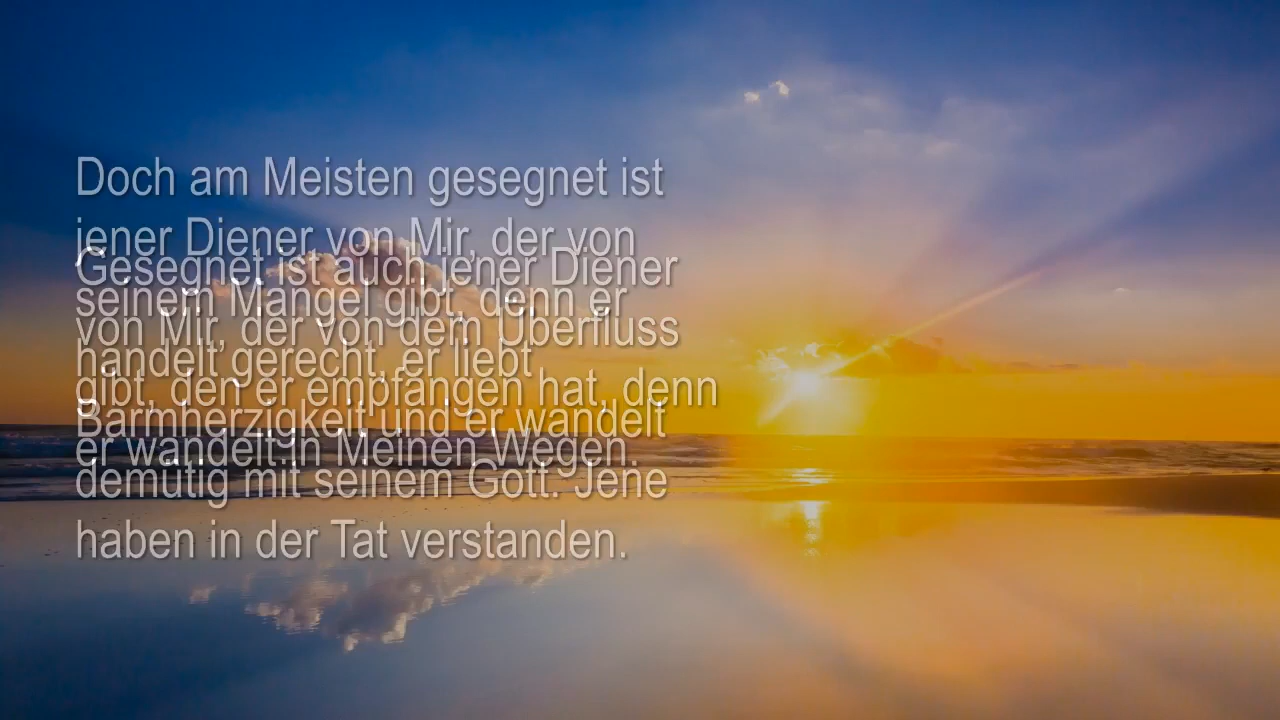 Doch am Meisten gesegnet ist
jener Diener von Mir, der von
Gesegnet ist auch jener Diener
seinem Mangel gibt, denn er
von Mir, der von dem Überfluss
handelt gerecht, er liebt
gibt, den er empfangen hat, denn
Barmherzigkeit und er wandelt
er wandelt in Meinen Wegen.
demütig mit seinem Gott. Jene
haben in der Tat verstanden.